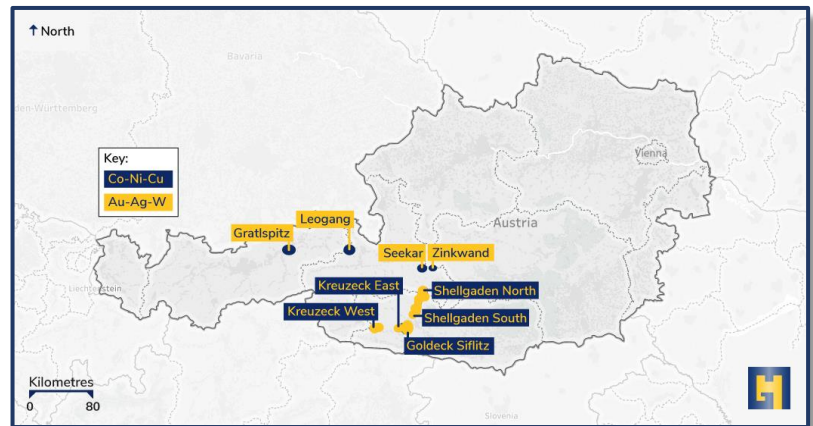 North
Bavaria
den-Württemberg
Key:
Co-Ni-Cu
Au-Ag-W
Vienna
Leogang
Gratlspitz
Austria
Seekar
Zinkwand
Kreuzeck East
Shellgaden North
Liechtenstein
Kreuzeck West
Shellgaden South
Goldeck Siflitz
Kilometres
0 80
Slovenia